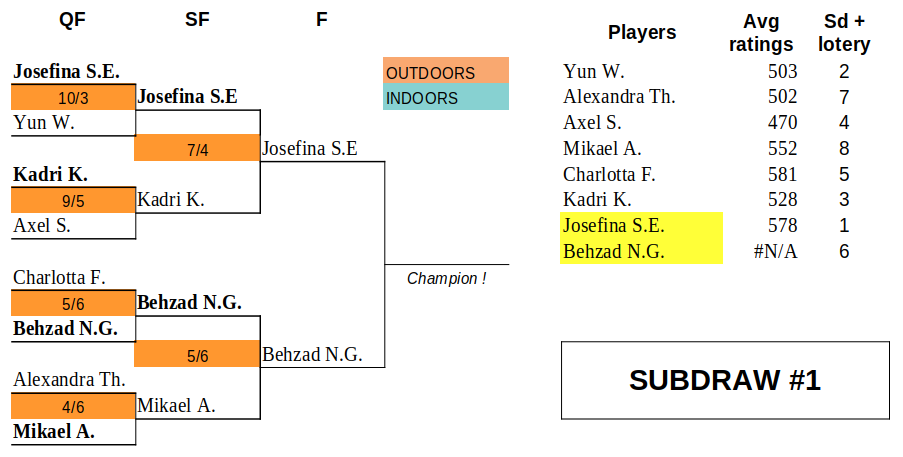 QF SF F
Josefina S.E.
10/3
Yun W.
Josefina S.E
7/4
Kadri K.
9/5
Axel S.
Kadri K.
Josefina S.E
Charlotta F.
5/6
Behzad N.G.
Behzad N.G.
5/6
Alexandra Th.
4/6
Mikael A.
Mikael A.
Behzad N.G.
Champion !
OUTDOORS
INDOORS
Players Avg ratings Sd + lotery
Yun W. 503 2
Alexandra Th. 502 7
Axel S. 470 4
Mikael A. 552 8
Charlotta F. 581 5
Kadri K. 528 3
Josefina S.E. 578 1
Behzad N.G. #N/A 6
SUBDRAW #1